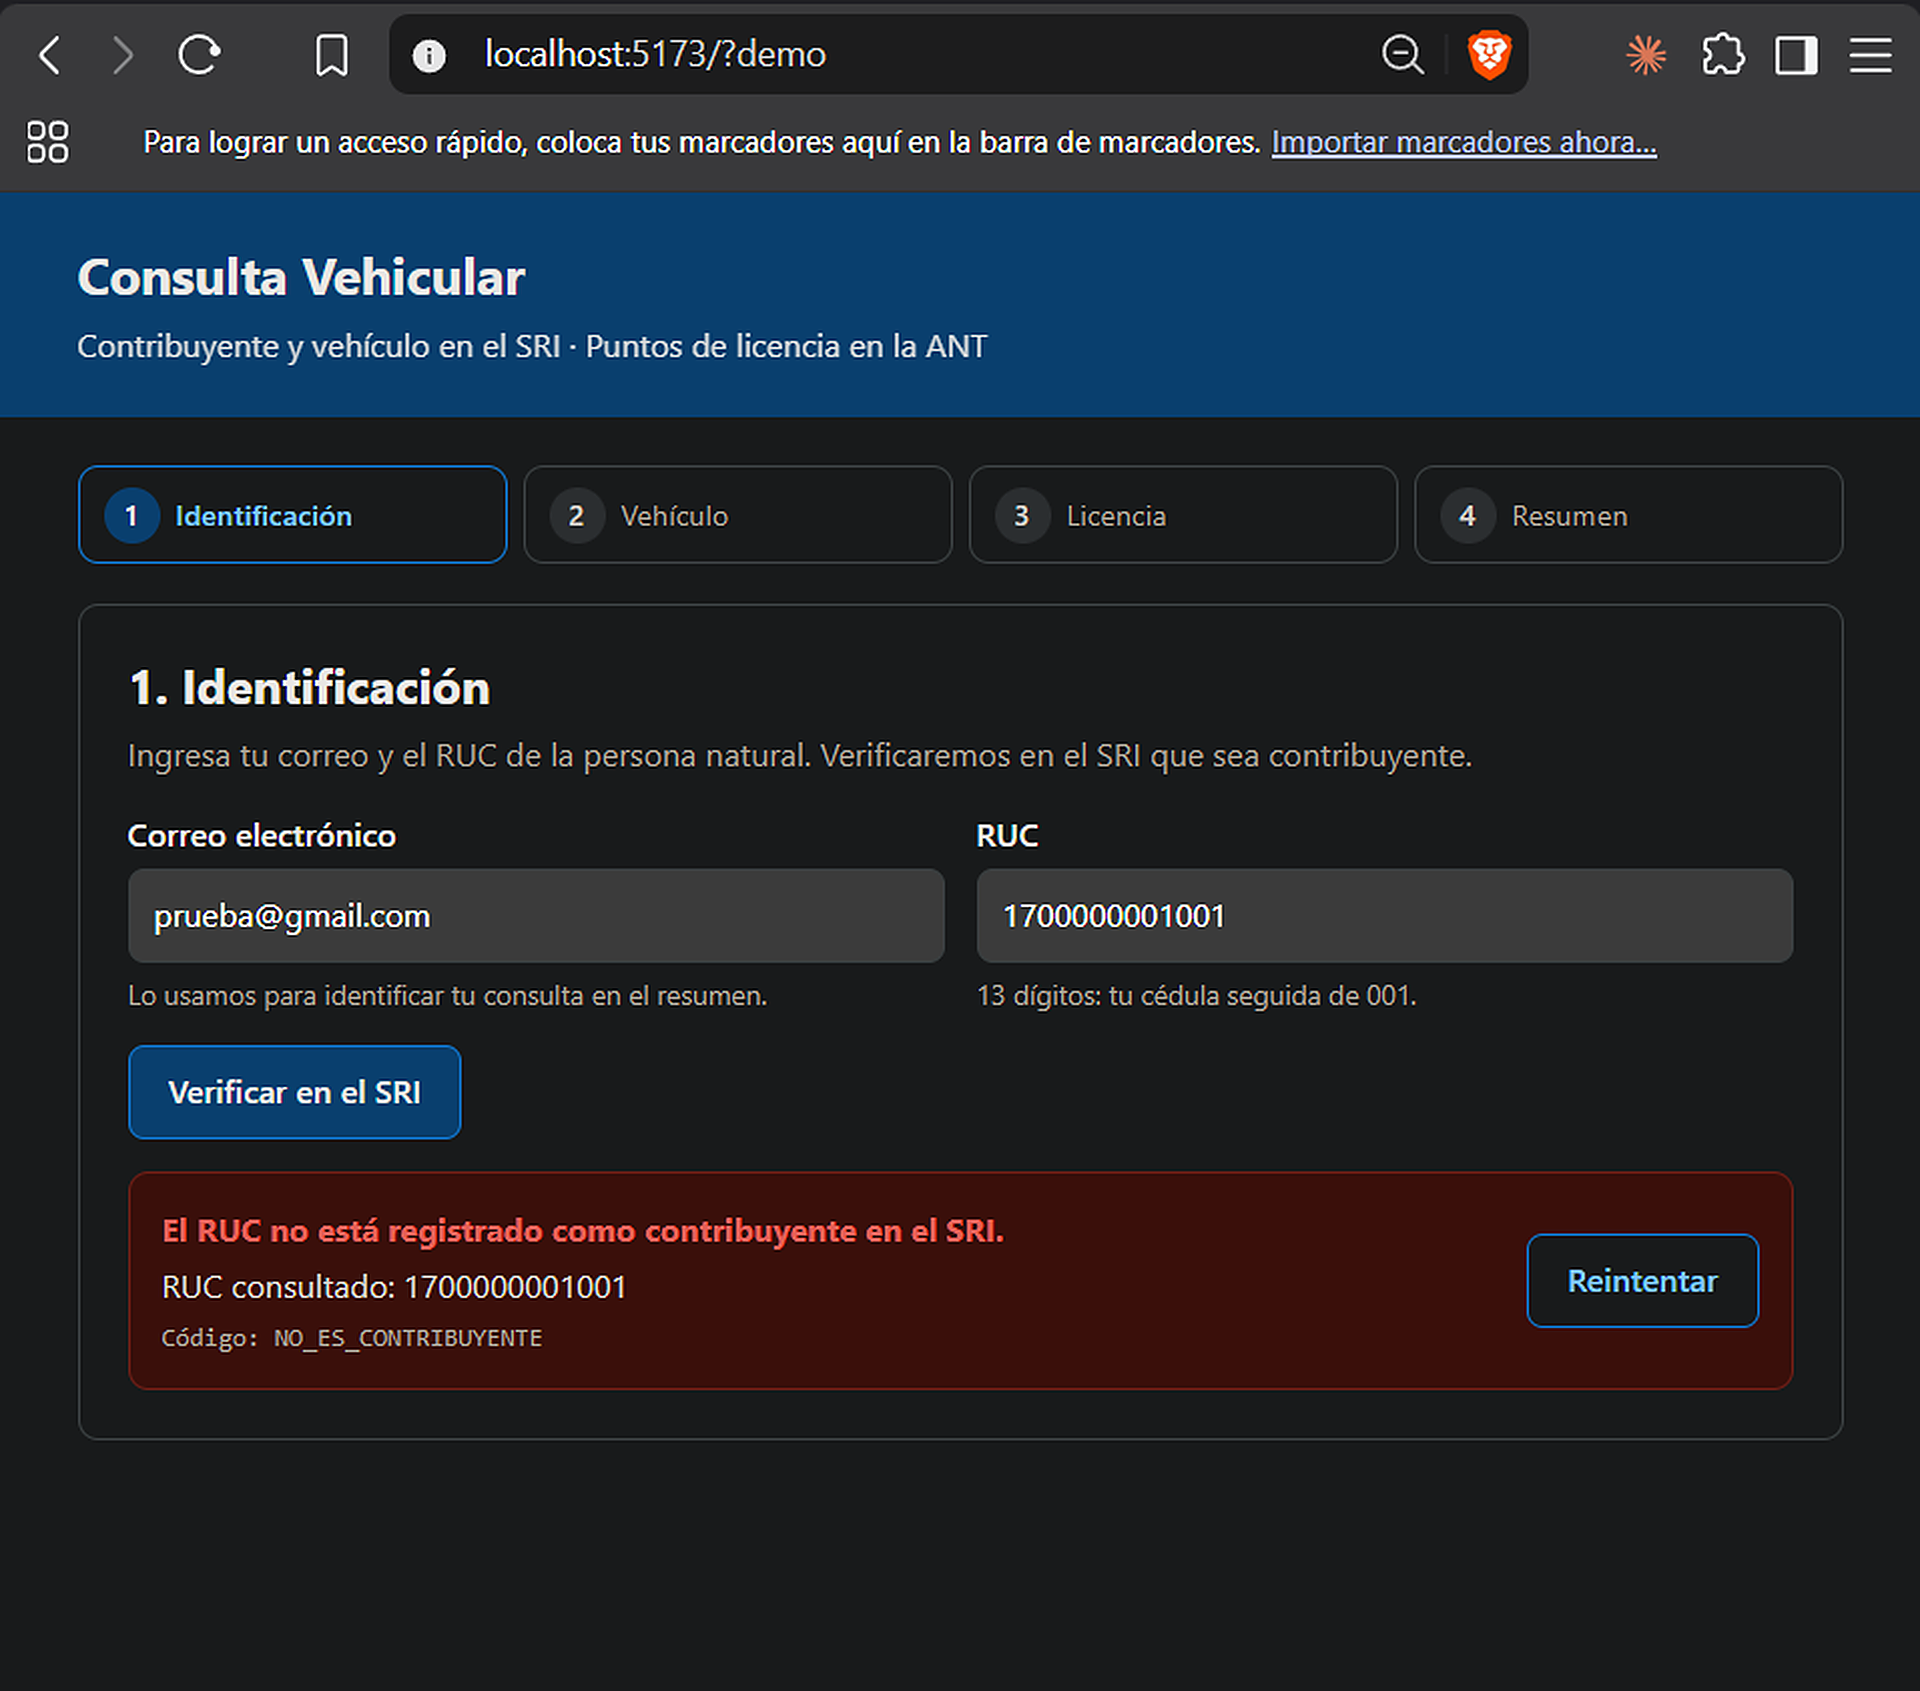 localhost:5173/?demo
Para lograr un acceso rápido, coloca tus marcadores aquí en la barra de marcadores. Importar marcadores ahora...
Consulta Vehicular
Contribuyente y vehículo en el SRI · Puntos de licencia en la ANT
1 Identificación
2 Vehículo
3 Licencia
4 Resumen
1. Identificación
Ingresa tu correo y el RUC de la persona natural. Verificaremos en el SRI que sea contribuyente.
Correo electrónico
RUC
prueba@gmail.com
1700000001001
Lo usamos para identificar tu consulta en el resumen.
13 dígitos: tu cédula seguida de 001.
Verificar en el SRI
El RUC no está registrado como contribuyente en el SRI.
RUC consultado: 1700000001001
Código: NO_ES_CONTRIBUYENTE
Reintentar